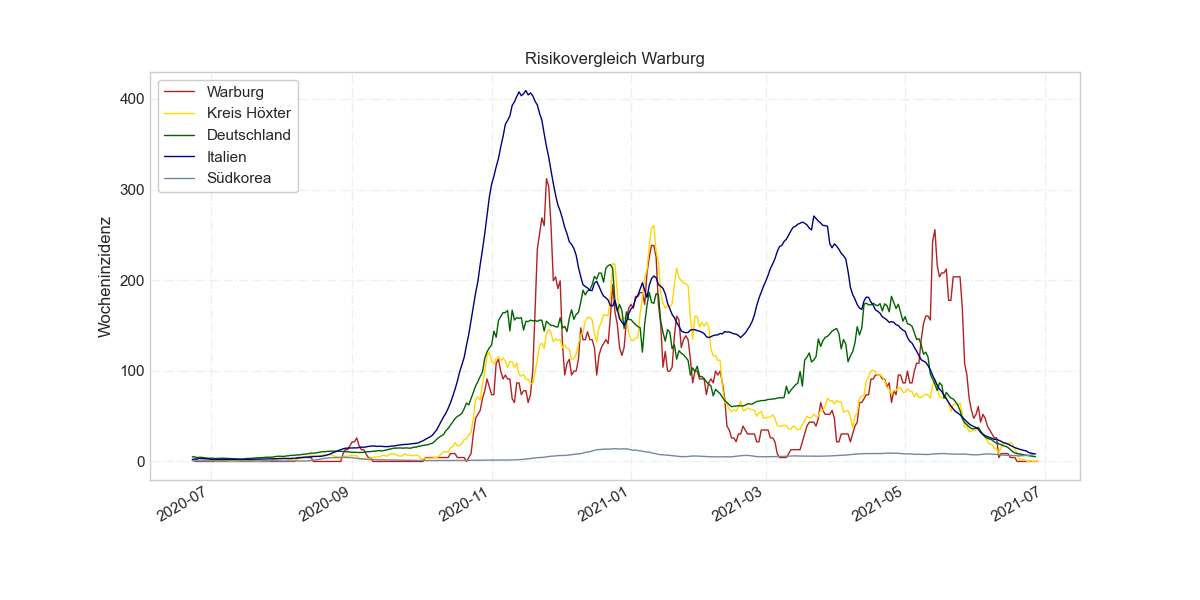 Risikovergleich Warburg
Warburg
Kreis Höxter
Deutschland
Italien
Südkorea
Wocheninzidenz
400
300
200
100
0
2020-07
2020-09
2020-11
2021-01
2021-03
2021-05
2021-07